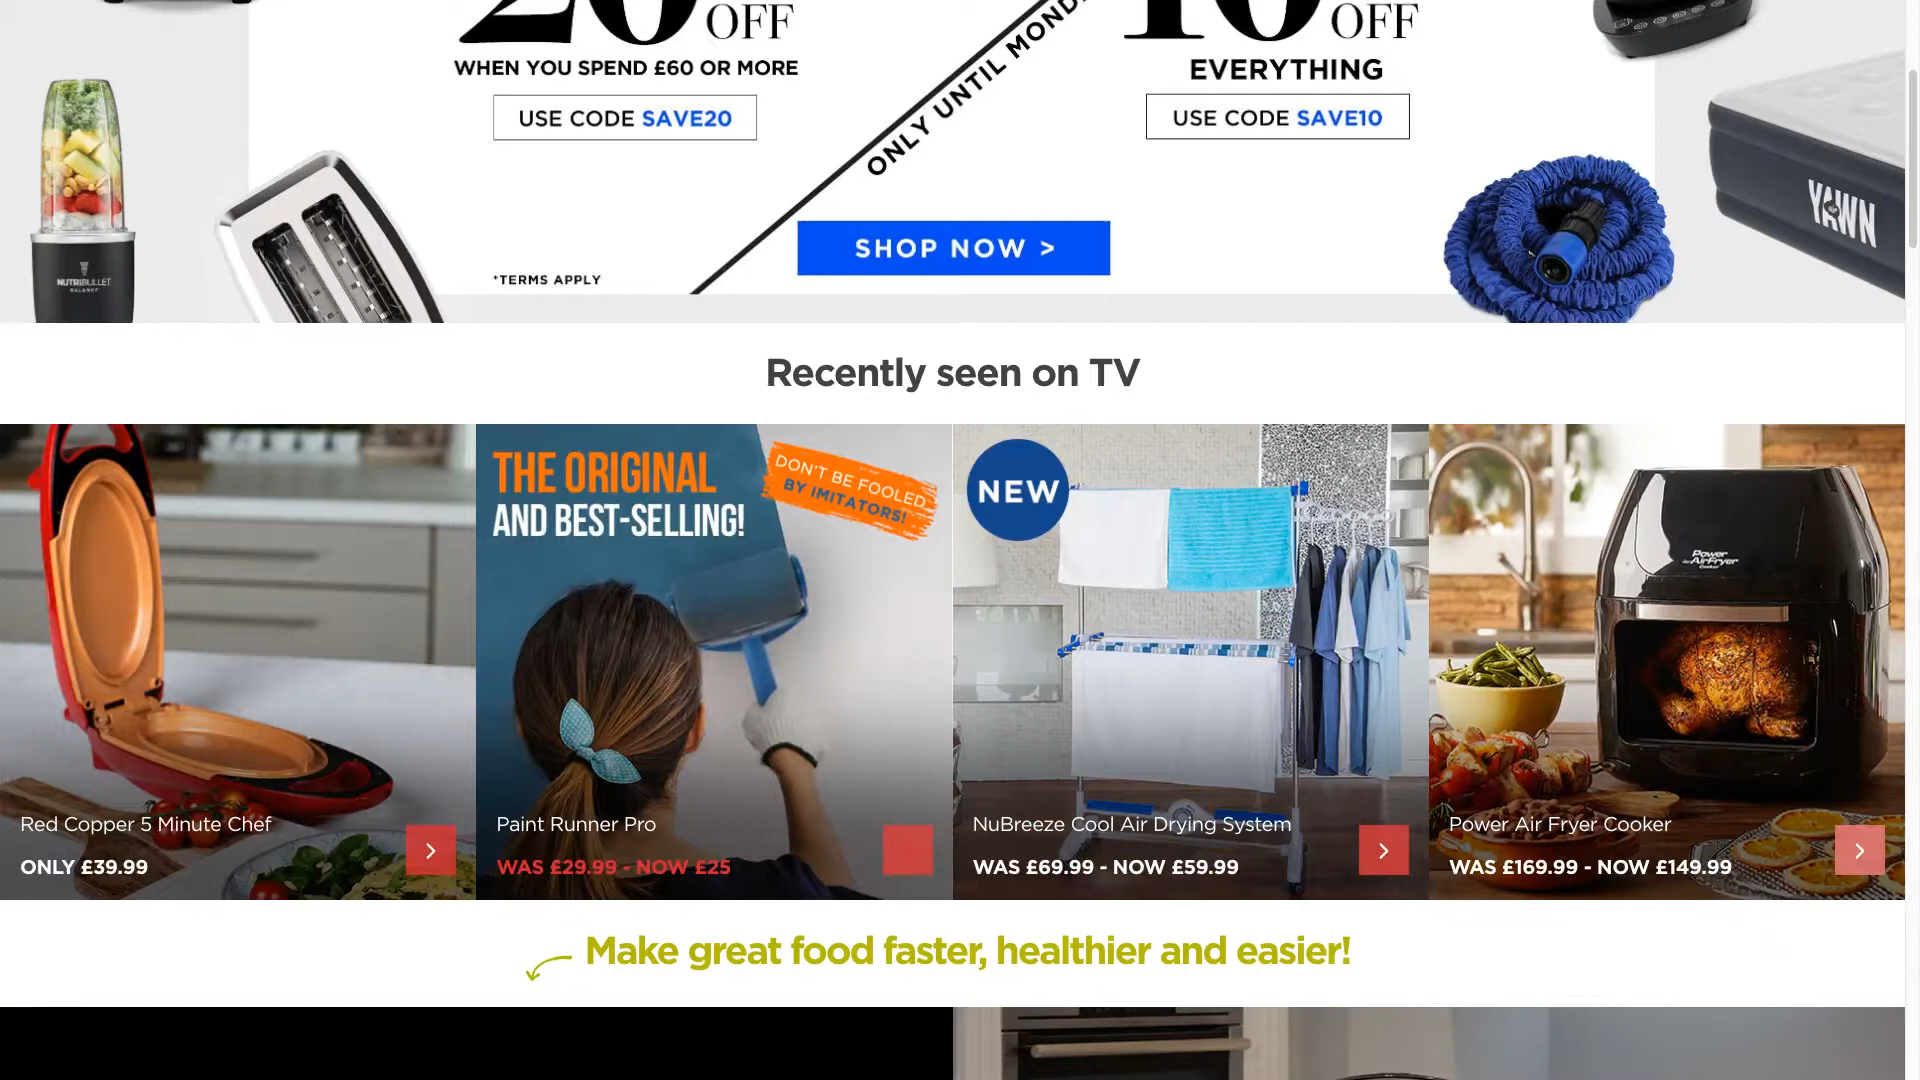 20 OFF
WHEN YOU SPEND £60 OR MORE
USE CODE SAVE20
*TERMS APPLY
ONLY UNTIL MOND
10 OFF
EVERYTHING
USE CODE SAVE10
SHOP NOW >
NUTRiBULLET
BALANCE
YAWN
Recently seen on TV
Red Copper 5 Minute Chef
ONLY £39.99
THE ORIGINAL
AND BEST-SELLING!
DON'T BE FOOLED
BY IMITATORS!
Paint Runner Pro
WAS £29.99 - NOW £25
NEW
NuBreeze Cool Air Drying System
WAS £69.99 - NOW £59.99
Power
AirFryer
Cooker
Power Air Fryer Cooker
WAS £169.99 - NOW £149.99
Make great food faster, healthier and easier!